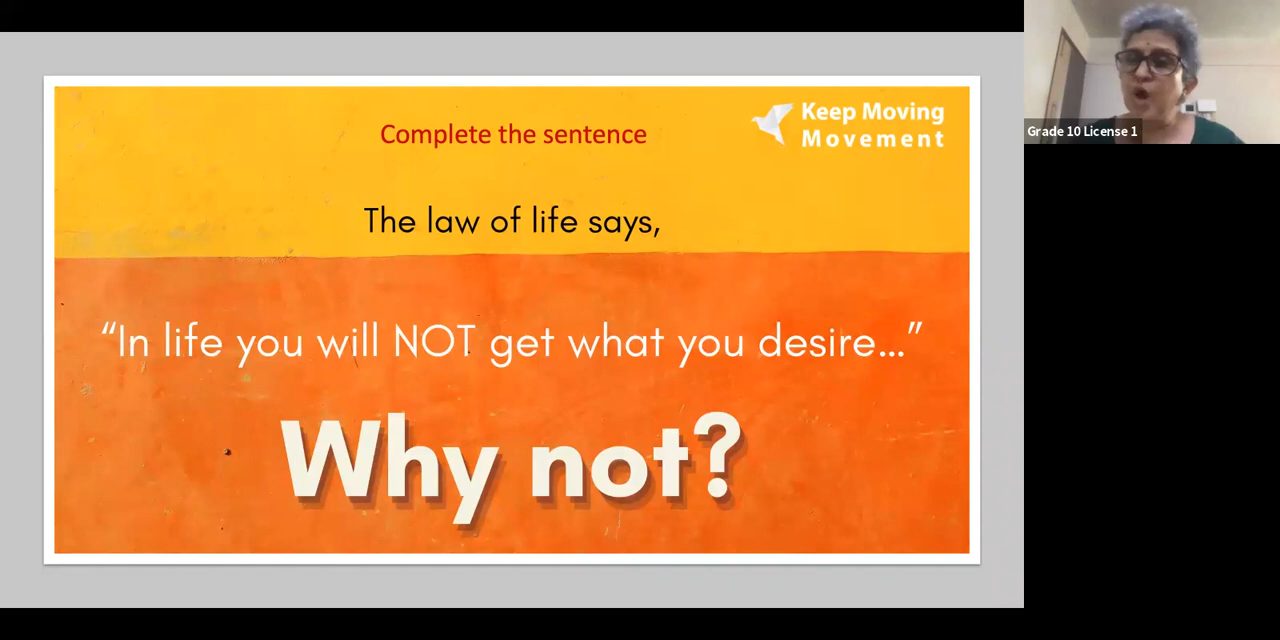 Complete the sentence
Keep Moving
Movement
The law of life says,
“In life you will NOT get what you desire...”
Why not?
Grade 10 License 1